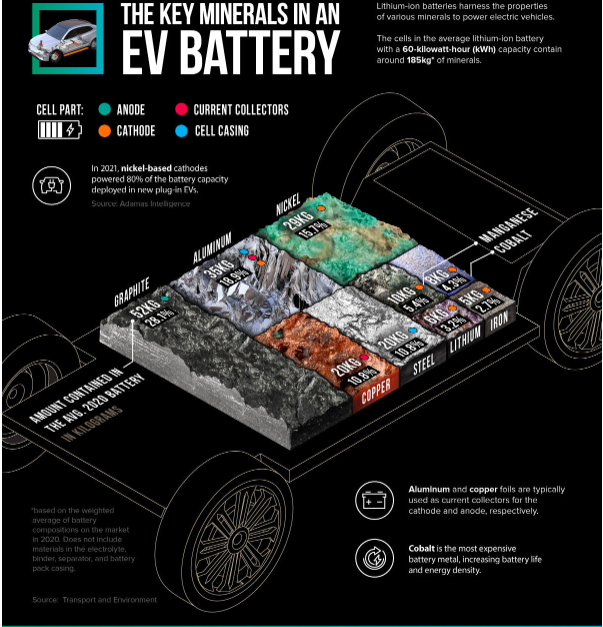 THE KEY MINERALS IN AN
EV BATTERY
Lithium-ion batteries harness the properties
of various minerals to power electric vehicles.
The cells in the average lithium-ion battery
with a 60-kilowatt-hour (kWh) capacity contain
around 185kg* of minerals.
CELL PART:
ANODE
CURRENT COLLECTORS
CATHODE
CELL CASING
In 2021, nickel-based cathodes
powered 80% of the battery capacity
deployed in new plug-in EVs.
Source: Adamas Intelligence
NICKEL
29KG
15.7%
ALUMINUM
35KG
18.9%
GRAPHITE
52KG
28.1%
MANGANESE
10KG
5.4%
COBALT
8KG
4.3%
COPPER
20KG
10.8%
STEEL
20KG
10.8%
LITHIUM
6KG
3.2%
IRON
5KG
2.7%
AMOUNT CONTAINED IN
THE AVG. 2020 BATTERY
IN KILOGRAMS
*based on the weighted
average of battery
compositions on the market
in 2020. Does not include
materials in the electrolyte,
binder, separator, and battery
pack casing.
Source: Transport and Environment
Aluminum and copper foils are typically
used as current collectors for the
cathode and anode, respectively.
Cobalt is the most expensive
battery metal, increasing battery life
and energy density.